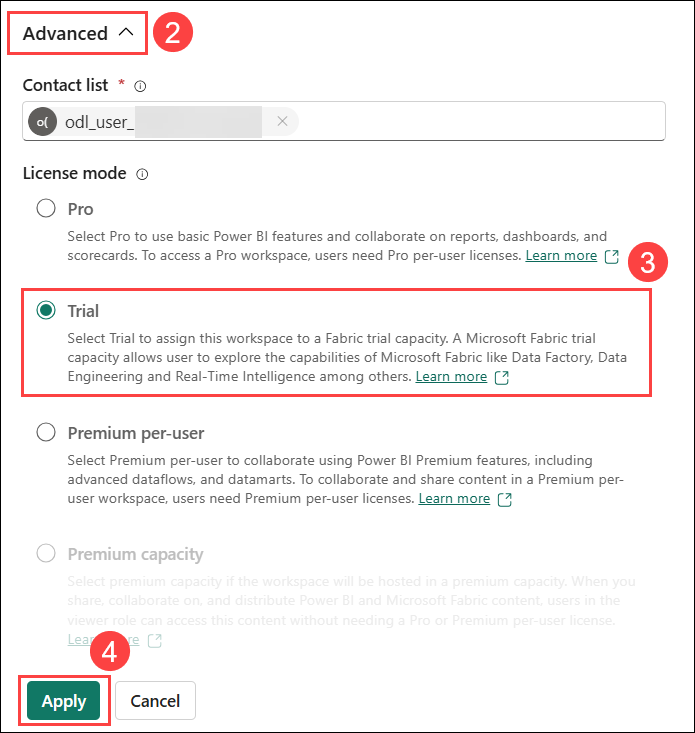 Advanced 2
Contact list *
o( odl_user_
License mode
Pro
Select Pro to use basic Power BI features and collaborate on reports, dashboards, and
scorecards. To access a Pro workspace, users need Pro per-user licenses. Learn more
3
Trial
Select Trial to assign this workspace to a Fabric trial capacity. A Microsoft Fabric trial
capacity allows user to explore the capabilities of Microsoft Fabric like Data Factory, Data
Engineering and Real-Time Intelligence among others. Learn more
Premium per-user
Select Premium per-user to collaborate using Power BI Premium features, including
advanced dataflows, and datamarts. To collaborate and share content in a Premium per-
user workspace, users need Premium per-user licenses. Learn more
Premium capacity
Select premium capacity if the workspace will be hosted in a premium capacity. When you
share, collaborate on, and distribute Power BI and Microsoft Fabric content, users in the
viewer role can access this content without needing a Pro or Premium per-user license.
Learn more
4
Apply Cancel